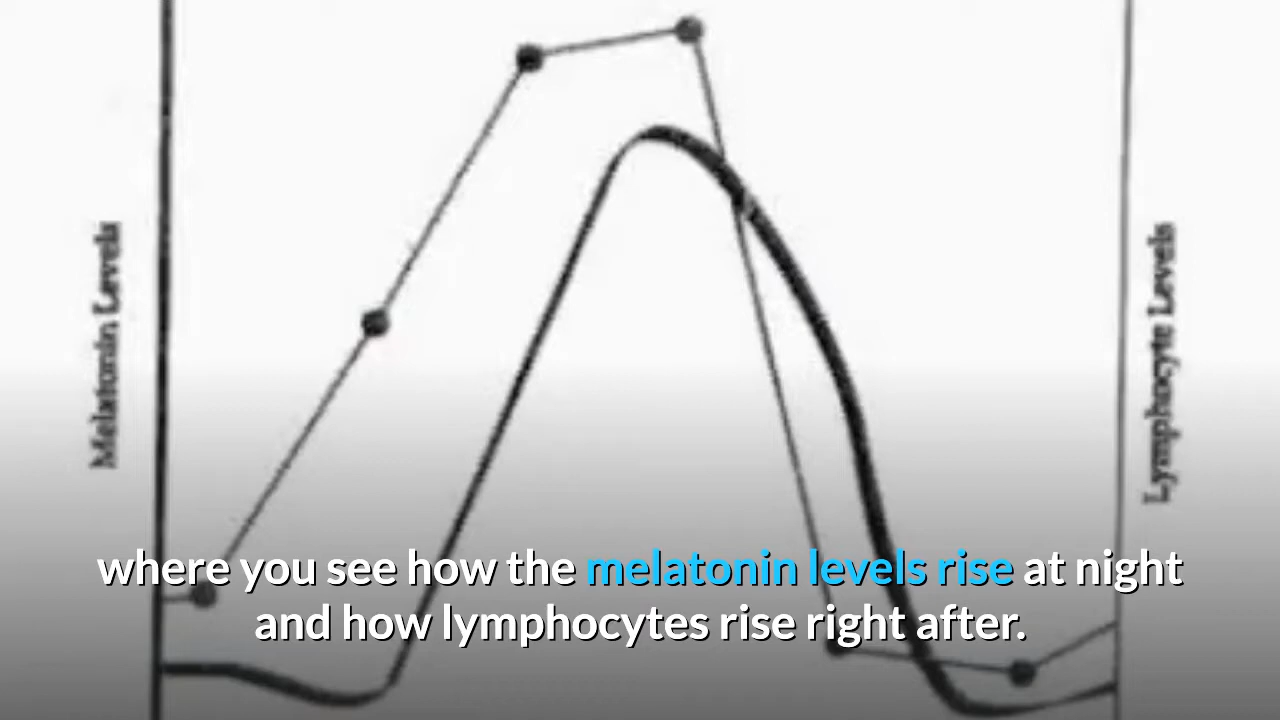 Melatonin Levels
Lymphocyte Levels
where you see how the melatonin levels rise at night
and how lymphocytes rise right after.